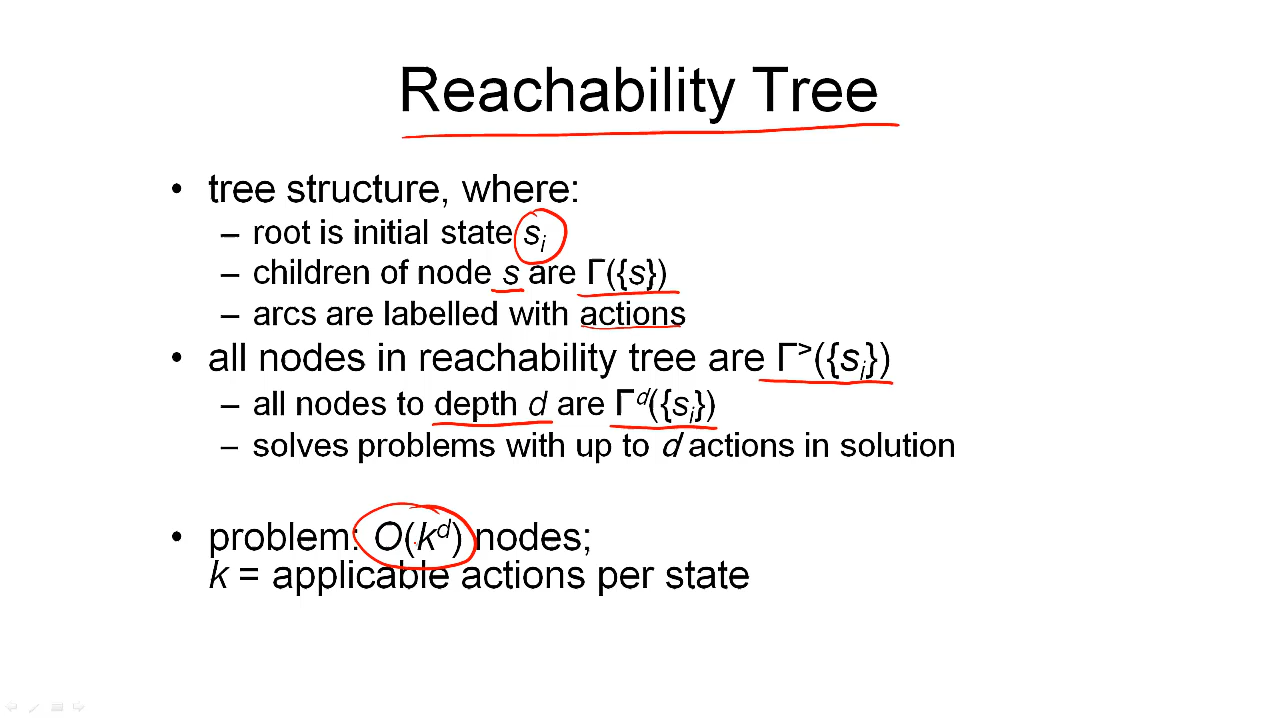 Reachability Tree
• tree structure, where:
– root is initial state sᵢ
– children of node s are Γ({s})
– arcs are labelled with actions
• all nodes in reachability tree are Γ^>({sᵢ})
– all nodes to depth d are Γᵈ({sᵢ})
– solves problems with up to d actions in solution
• problem: O(kᵈ) nodes;
k = applicable actions per state